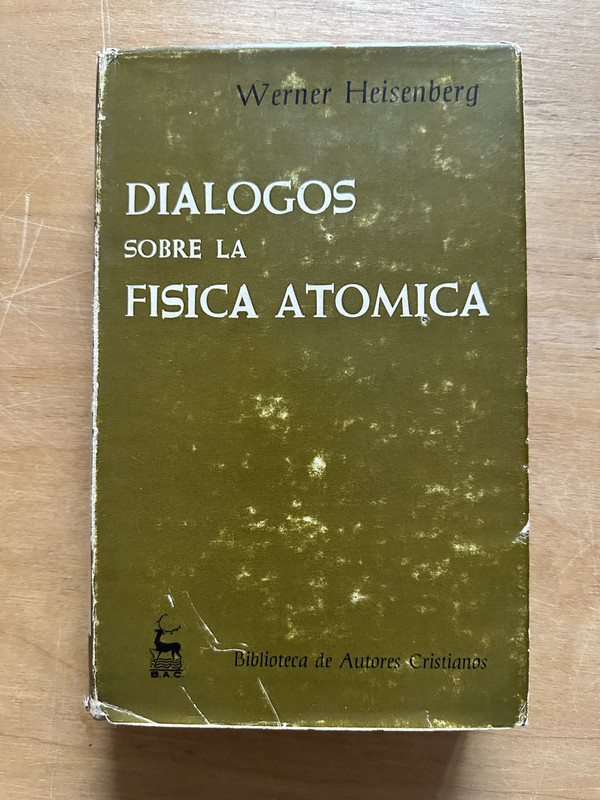 Werner Heisenberg
DIALOGOS
SOBRE LA
FISICA ATOMICA
B.A.C.
Biblioteca de Autores Cristianos